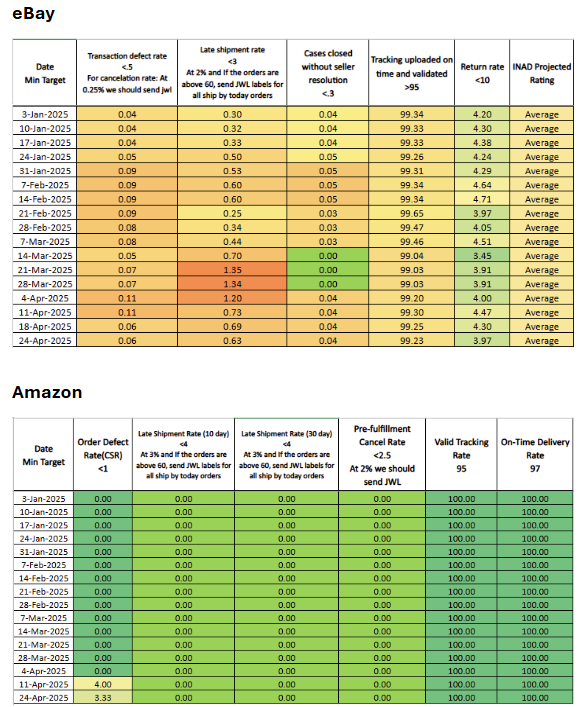 eBay
Date
Min Target
Transaction defect rate
<.5
For cancelation rate: At
0.25% we should send jwl
Late shipment rate
<3
At 2% and If the orders are
above 60, send JWL labels for
all ship by today orders
Cases closed
without seller
resolution
<.3
Tracking uploaded on
time and validated
>95
Return rate
<10
INAD Projected
Rating
3-Jan-2025 0.04 0.30 0.04 99.34 4.20 Average
10-Jan-2025 0.04 0.32 0.04 99.33 4.30 Average
17-Jan-2025 0.04 0.33 0.04 99.33 4.38 Average
24-Jan-2025 0.05 0.50 0.05 99.26 4.24 Average
31-Jan-2025 0.09 0.53 0.05 99.31 4.29 Average
7-Feb-2025 0.09 0.60 0.05 99.34 4.64 Average
14-Feb-2025 0.09 0.60 0.05 99.34 4.71 Average
21-Feb-2025 0.09 0.25 0.03 99.65 3.97 Average
28-Feb-2025 0.08 0.34 0.03 99.47 4.05 Average
7-Mar-2025 0.08 0.44 0.03 99.46 4.51 Average
14-Mar-2025 0.05 0.70 0.00 99.04 3.45 Average
21-Mar-2025 0.07 1.35 0.00 99.03 3.91 Average
28-Mar-2025 0.07 1.34 0.00 99.03 3.91 Average
4-Apr-2025 0.11 1.20 0.04 99.20 4.00 Average
11-Apr-2025 0.11 0.73 0.04 99.30 4.47 Average
18-Apr-2025 0.06 0.69 0.04 99.25 4.30 Average
24-Apr-2025 0.06 0.63 0.04 99.23 3.97 Average
Amazon
Date
Min Target
Order Defect
Rate(CSR)
<1
Late Shipment Rate (10 day)
<4
At 3% and If the orders are
above 60, send JWL labels for
all ship by today orders
Late Shipment Rate (30 day)
<4
At 3% and If the orders are
above 60, send JWL labels for
all ship by today orders
Pre-fulfillment
Cancel Rate
<2.5
At 2% we should
send JWL
Valid Tracking
Rate
95
On-Time Delivery
Rate
97
3-Jan-2025 0.00 0.00 0.00 0.00 100.00 100.00
10-Jan-2025 0.00 0.00 0.00 0.00 100.00 100.00
17-Jan-2025 0.00 0.00 0.00 0.00 100.00 100.00
24-Jan-2025 0.00 0.00 0.00 0.00 100.00 100.00
31-Jan-2025 0.00 0.00 0.00 0.00 100.00 100.00
7-Feb-2025 0.00 0.00 0.00 0.00 100.00 100.00
14-Feb-2025 0.00 0.00 0.00 0.00 100.00 100.00
21-Feb-2025 0.00 0.00 0.00 0.00 100.00 100.00
28-Feb-2025 0.00 0.00 0.00 0.00 100.00 100.00
7-Mar-2025 0.00 0.00 0.00 0.00 100.00 100.00
14-Mar-2025 0.00 0.00 0.00 0.00 100.00 100.00
21-Mar-2025 0.00 0.00 0.00 0.00 100.00 100.00
28-Mar-2025 0.00 0.00 0.00 0.00 100.00 100.00
4-Apr-2025 0.00 0.00 0.00 0.00 100.00 100.00
11-Apr-2025 4.00 0.00 0.00 0.00 100.00 100.00
24-Apr-2025 3.33 0.00 0.00 0.00 100.00 100.00